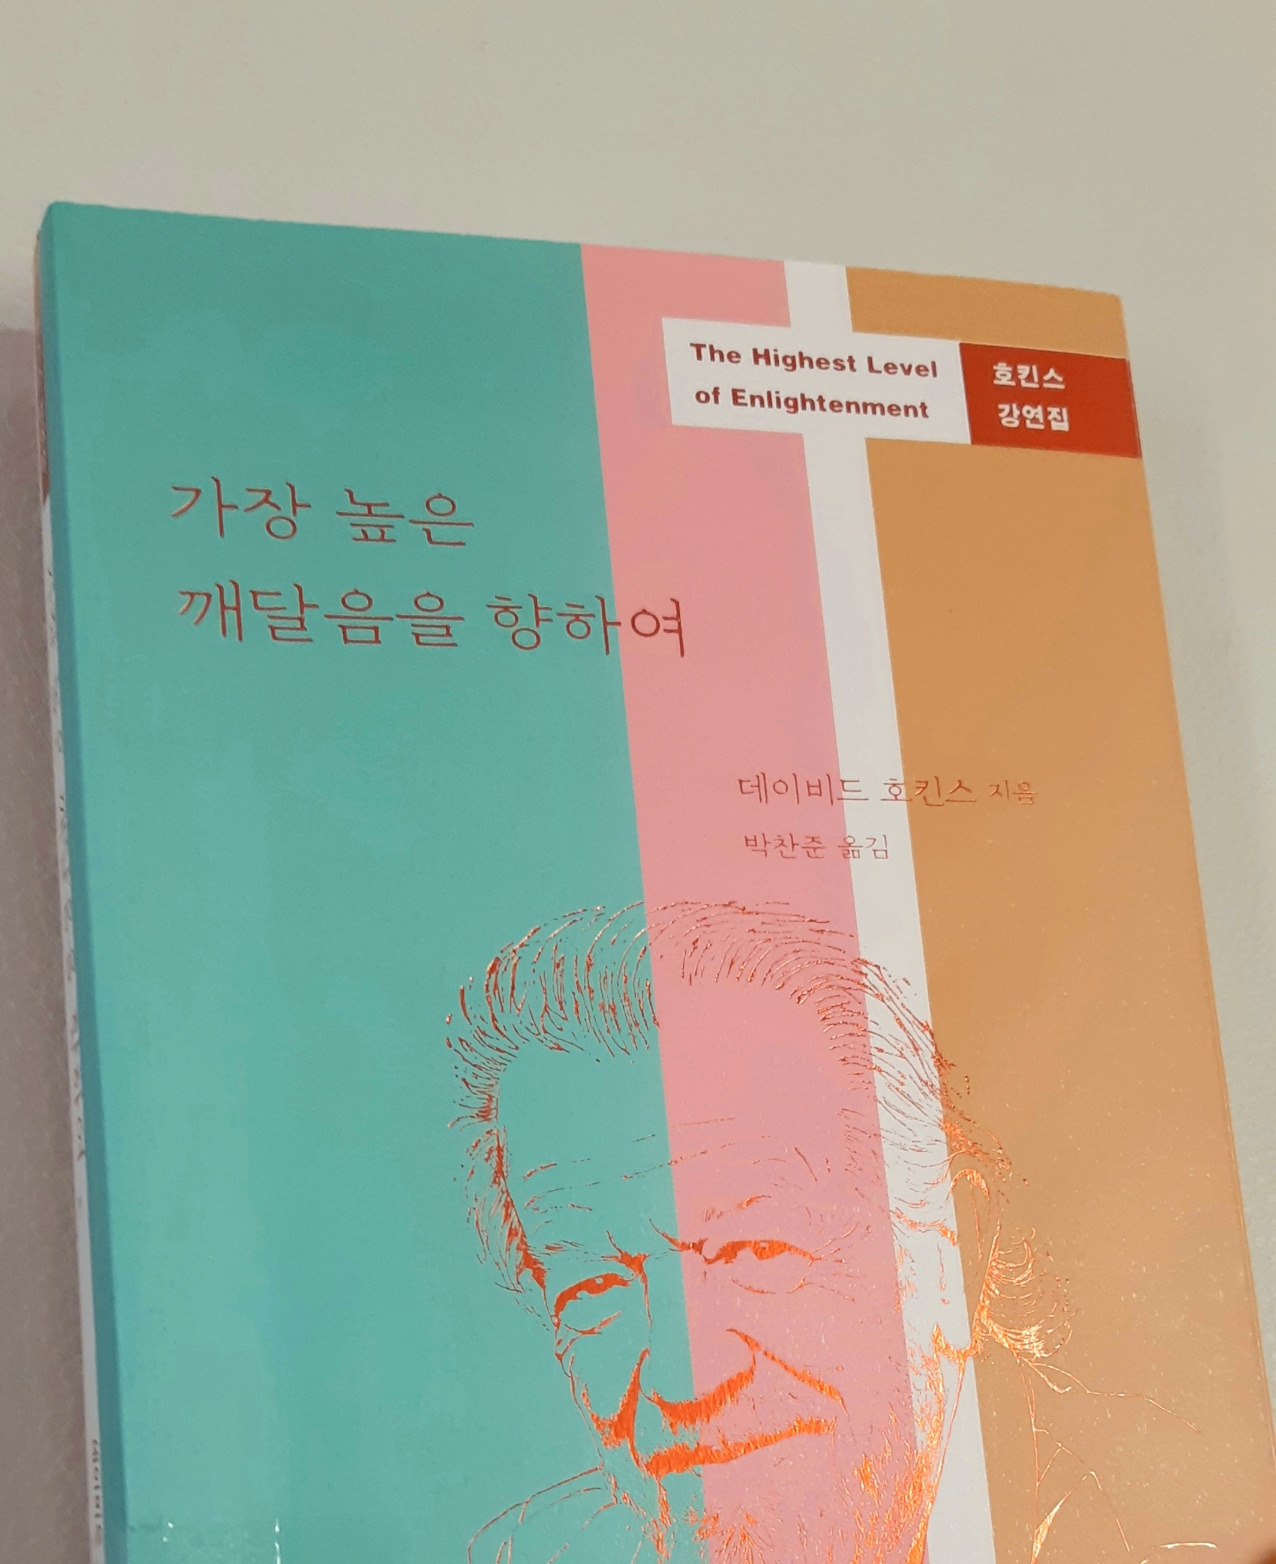 The Highest Level
of Enlightenment
호킨스
강연집
가장 높은
깨달음을 향하여
데이비드 호킨스 지음
박찬준 옮김